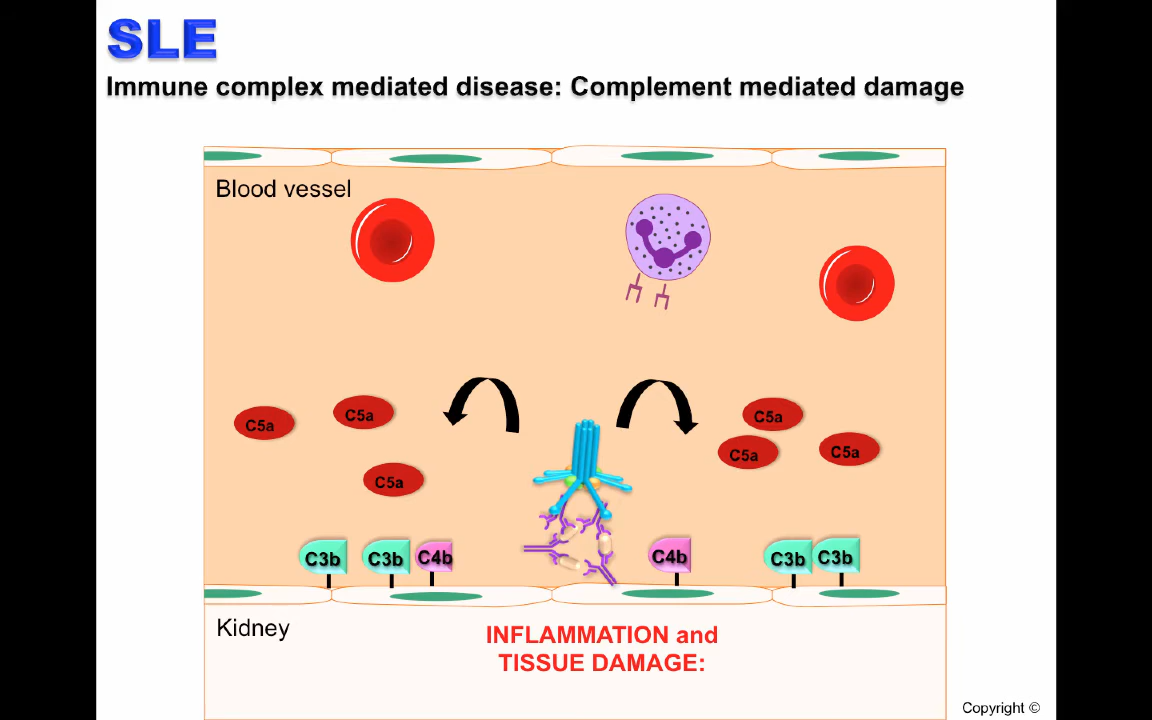 SLE
Immune complex mediated disease: Complement mediated damage
Blood vessel
C5a
C5a
C5a
C5a
C5a
C5a
C3b
C3b
C4b
C4b
C3b
C3b
Kidney
INFLAMMATION and
TISSUE DAMAGE:
Copyright ©